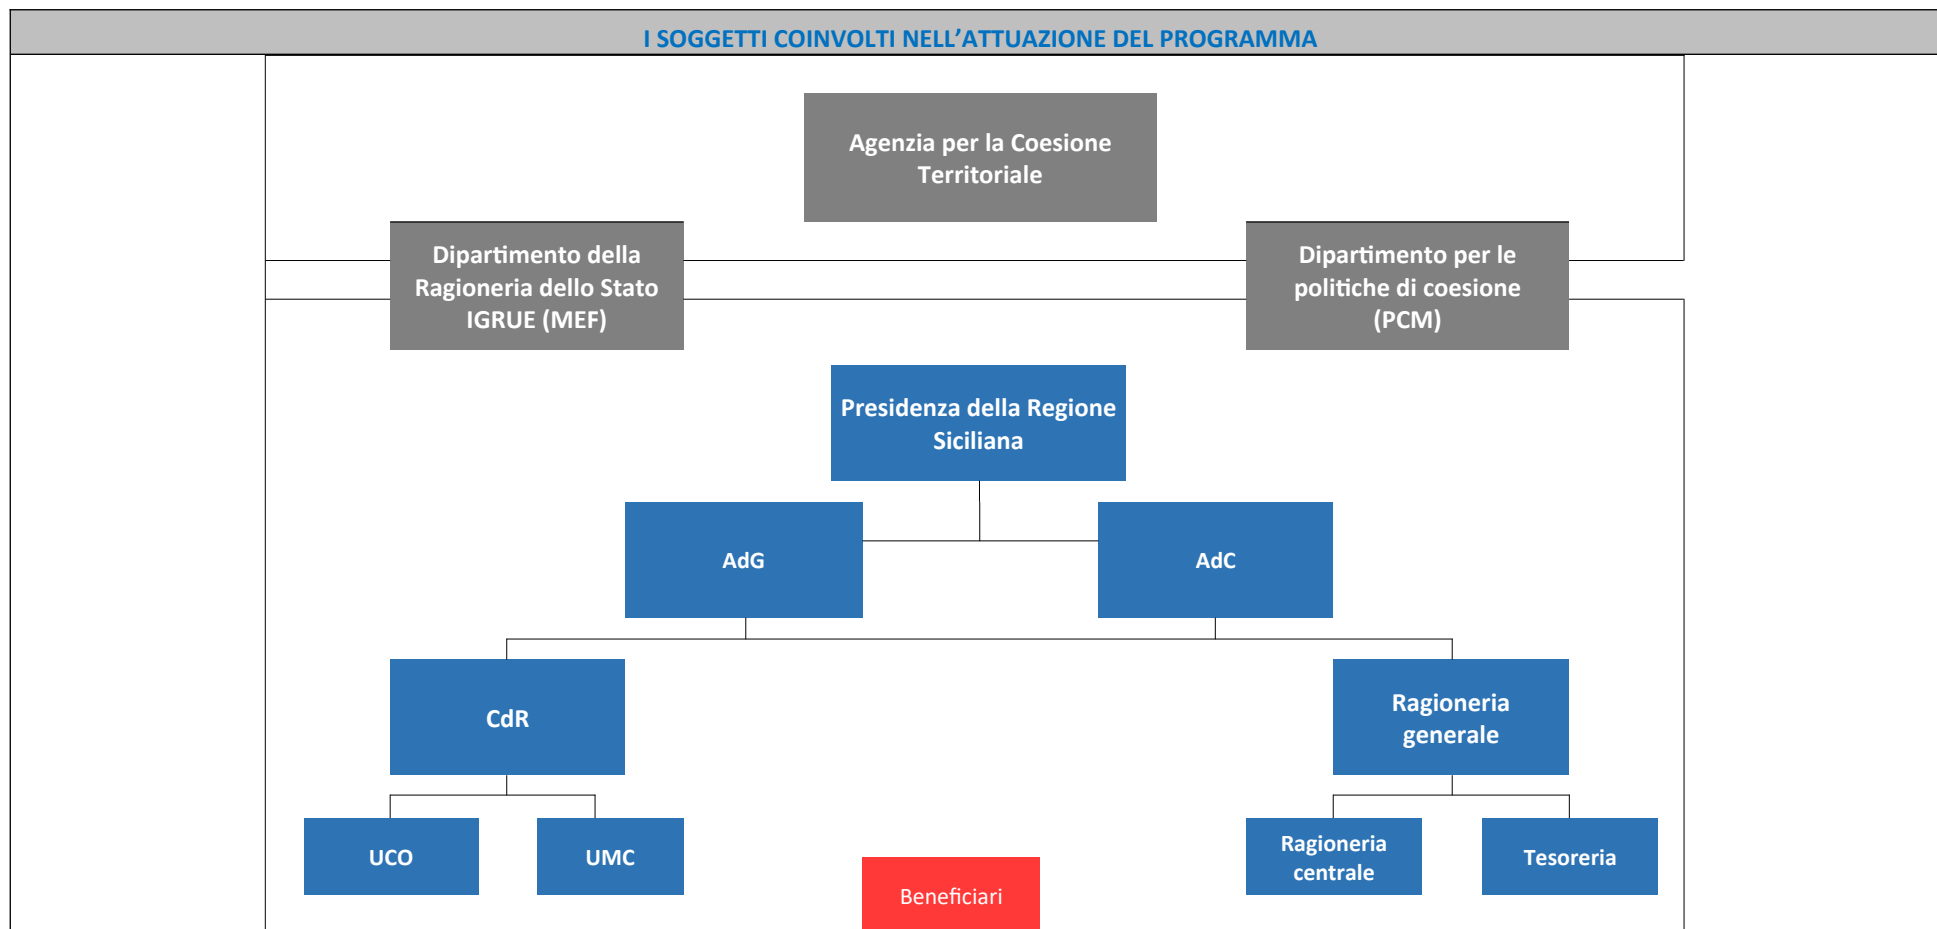 I SOGGETTI COINVOLTI NELL’ATTUAZIONE DEL PROGRAMMA
Agenzia per la Coesione
Territoriale
Dipartimento della
Ragioneria dello Stato
IGRUE (MEF)
Dipartimento per le
politiche di coesione
(PCM)
Presidenza della Regione
Siciliana
AdG
AdC
CdR
Ragioneria
generale
UCO
UMC
Ragioneria
centrale
Tesoreria
Beneficiari